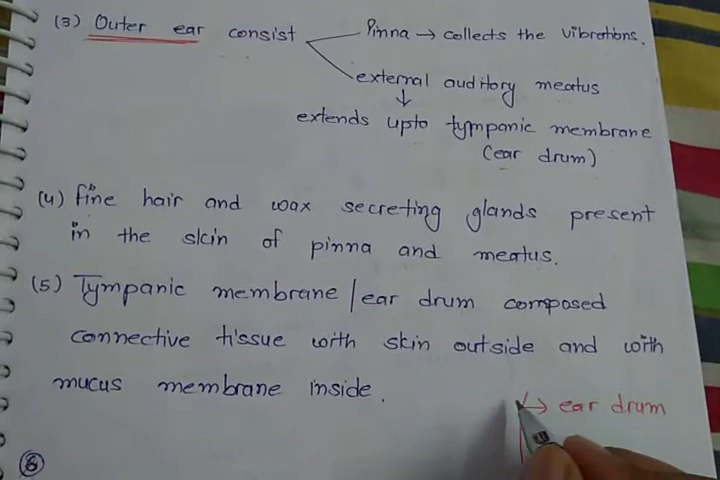 (3) Outer ear consist Pinna → collects the vibrations.
external auditory meatus
↓
extends upto tympanic membrane
(ear drum)
(4) fine hair and wax secreting glands present
in the skin of pinna and meatus.
(5) Tympanic membrane/ear drum composed
connective tissue with skin outside and with
mucus membrane inside.
→ ear drum
(6)